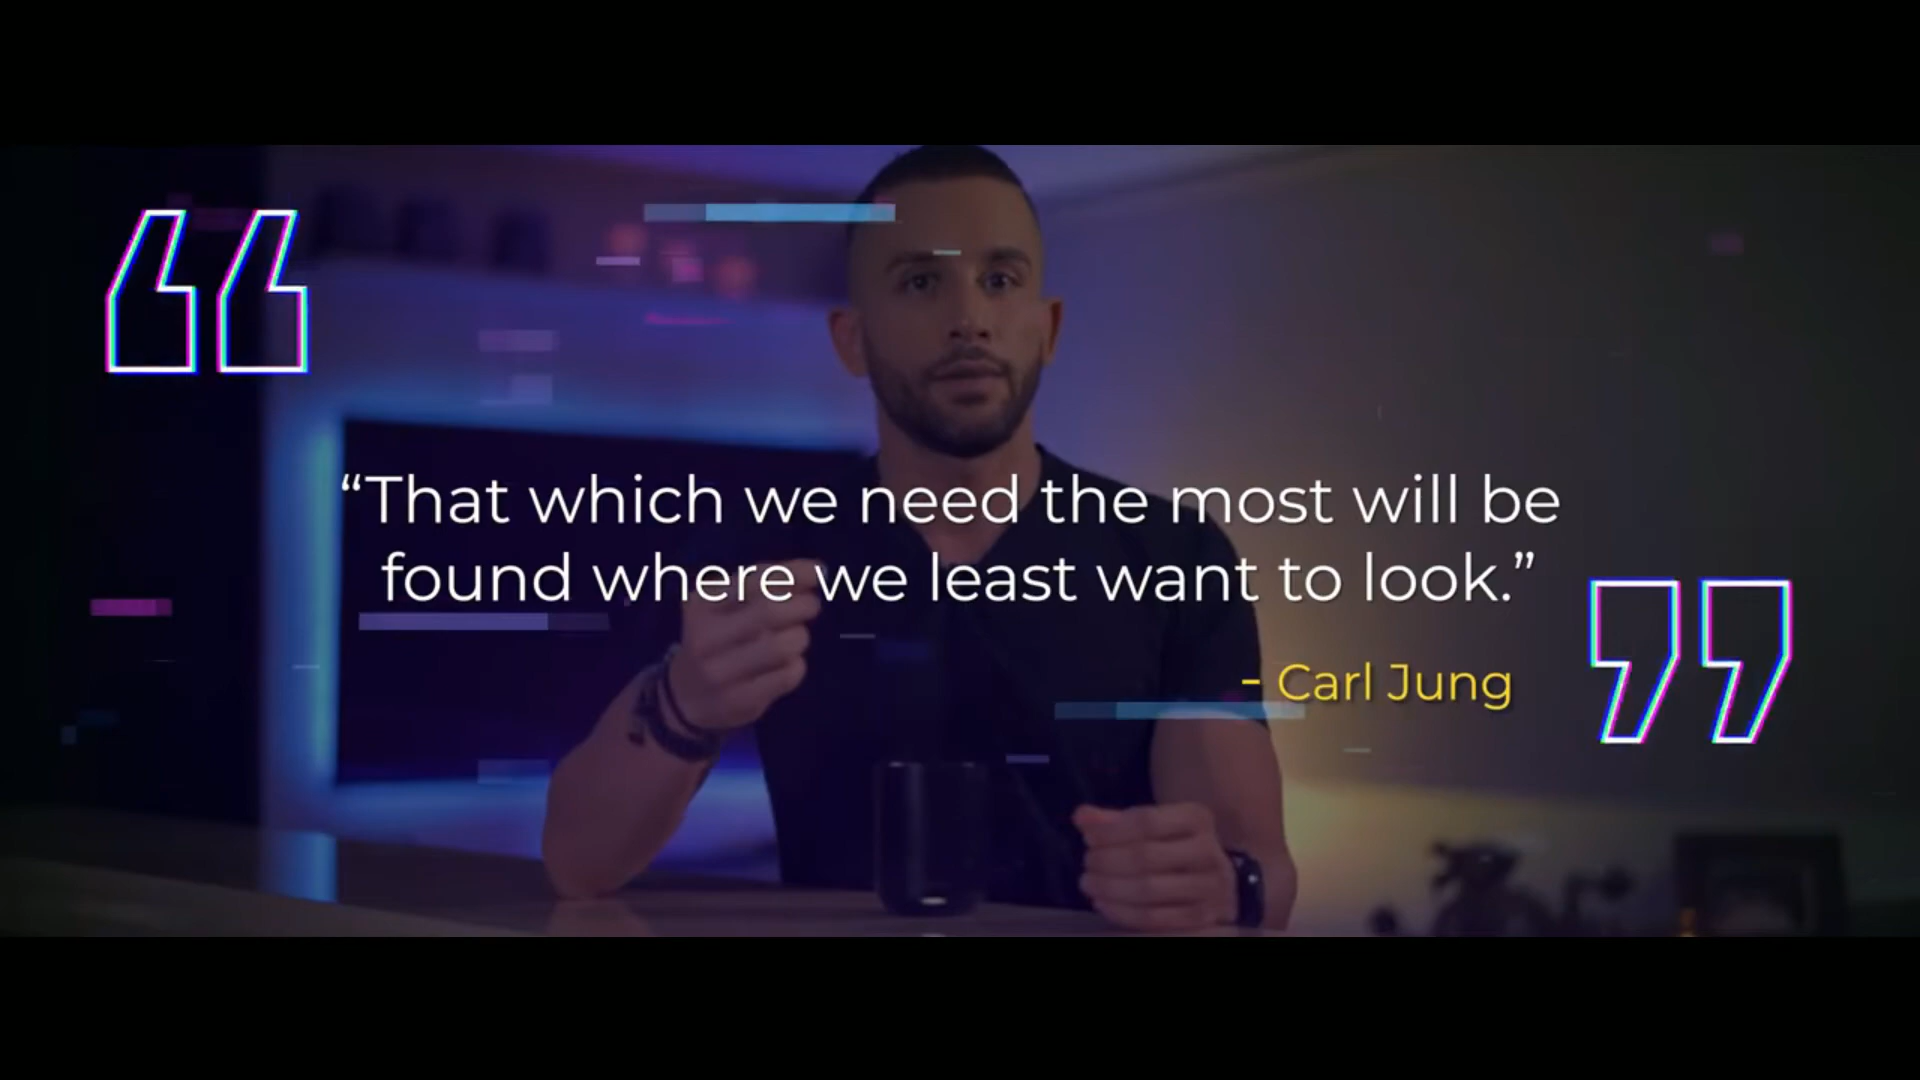 “That which we need the most will be
found where we least want to look.”
- Carl Jung